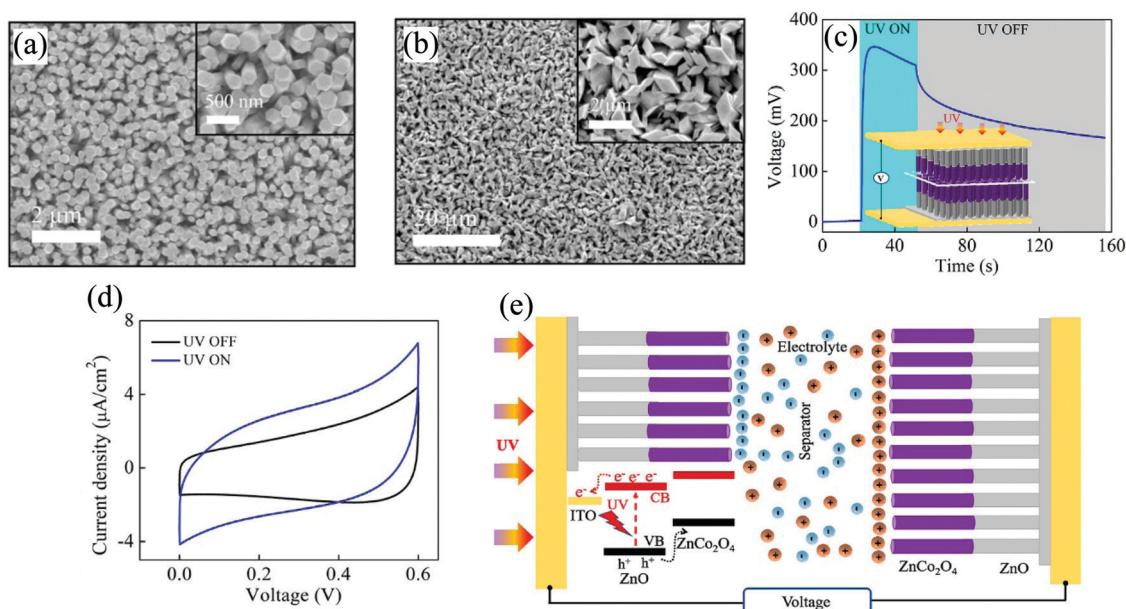 (a)
500 nm
2 μm
(b)
2 μm
20 μm
(c)
UV ON
UV OFF
400
300
200
100
0
Voltage (mV)
UV
V
0
40
80
120
160
Time (s)
(d)
8
4
0
-4
Current density (μA/cm²)
UV OFF
UV ON
0.0
0.2
0.4
0.6
Voltage (V)
(e)
UV
Electrolyte
Separator
e⁻
e⁻ e⁻ e⁻
CB
ITO
UV
VB
h⁺ h⁺
ZnO
ZnCo₂O₄
ZnCo₂O₄
ZnO
Voltage